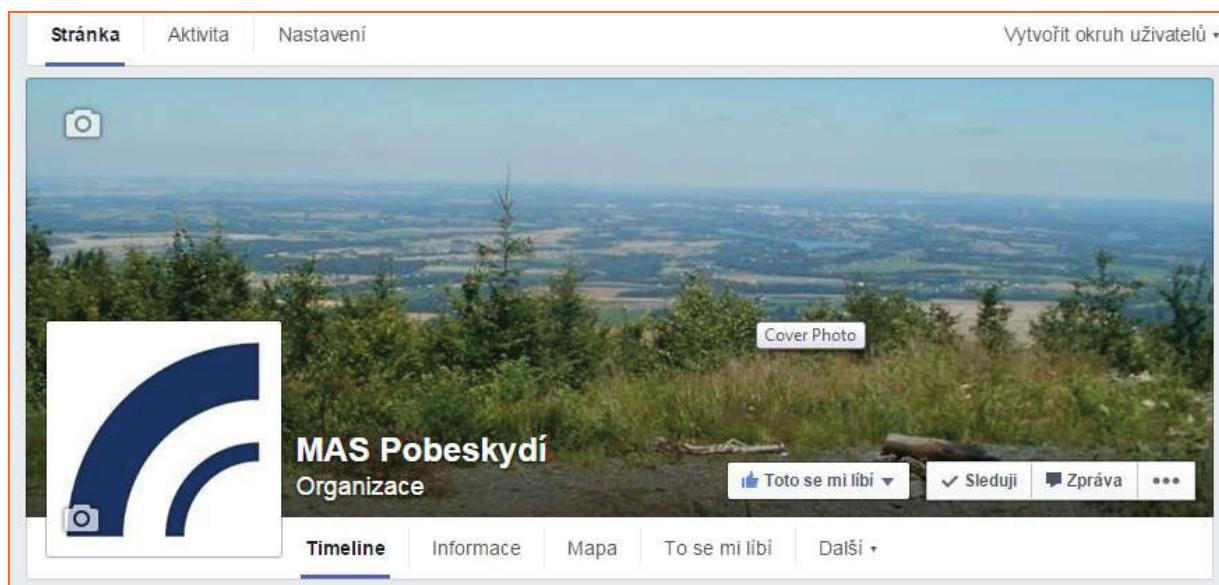 Stránka Aktivita Nastavení Vytvořit okruh uživatelů
Cover Photo
MAS Pobeskydí
Organizace
Toto se mi líbí Sleduji Zpráva
Timeline Informace Mapa To se mi líbí Další